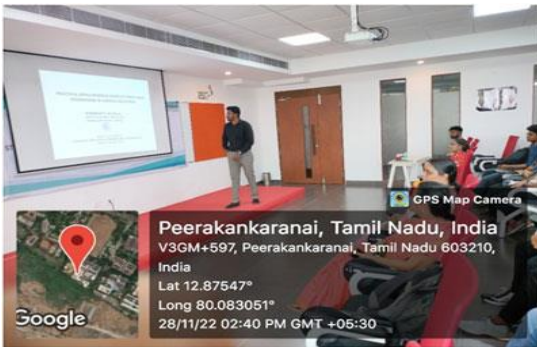 GPS Map Camera
Peerakankaranai, Tamil Nadu, India
V3GM+597, Peerakankaranai, Tamil Nadu 603210,
India
Lat 12.87547°
Long 80.083051°
28/11/22 02:40 PM GMT +05:30
Google